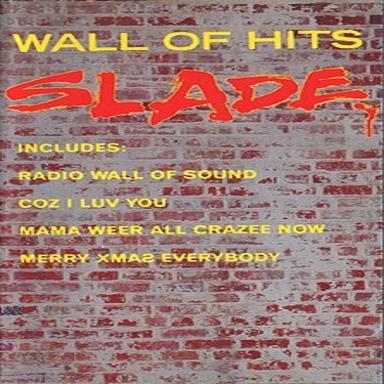 WALL OF HITS
SLADE
INCLUDES:
RADIO WALL OF SOUND
COZ I LUV YOU
MAMA WEER ALL CRAZEE NOW
MERRY XMAS EVERYBODY